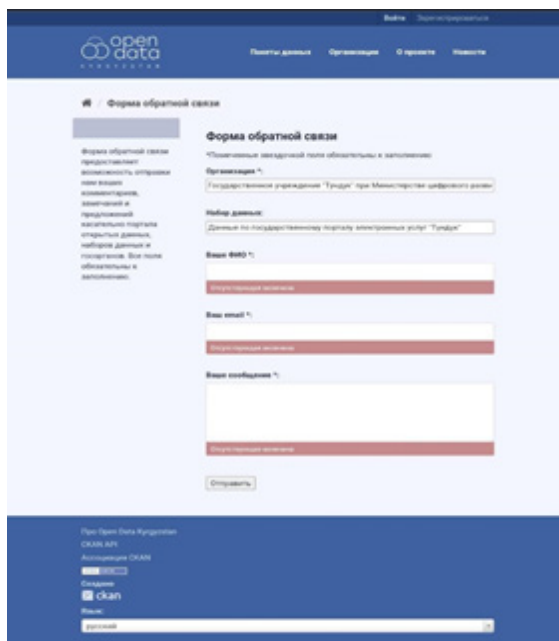 Войти Зарегистрироваться
open data
КЫРГЫЗСТАН
Пакеты данных Организации О проекте Новости
/ Форма обратной связи
Форма обратной связи
предоставляет
возможность отправки
нам ваших
комментариев,
замечаний и
предложений
касательно портала
открытых данных,
наборов данных и
госорганов. Все поля
обязательны к
заполнению.
Форма обратной связи
*Помеченные звездочкой поля обязательны к заполнению
Организация *:
Государственное учреждение "Тундук" при Министерстве цифрового разви
Набор данных:
Данные по государственному порталу электронных услуг "Тундук"
Ваше ФИО *:
Отсутствующее значение
Ваш email *:
Отсутствующее значение
Ваше сообщение *:
Отсутствующее значение
Отправить
Про Open Data Kyrgyzstan
CKAN API
Ассоциация CKAN
Создано
ckan
Язык:
русский